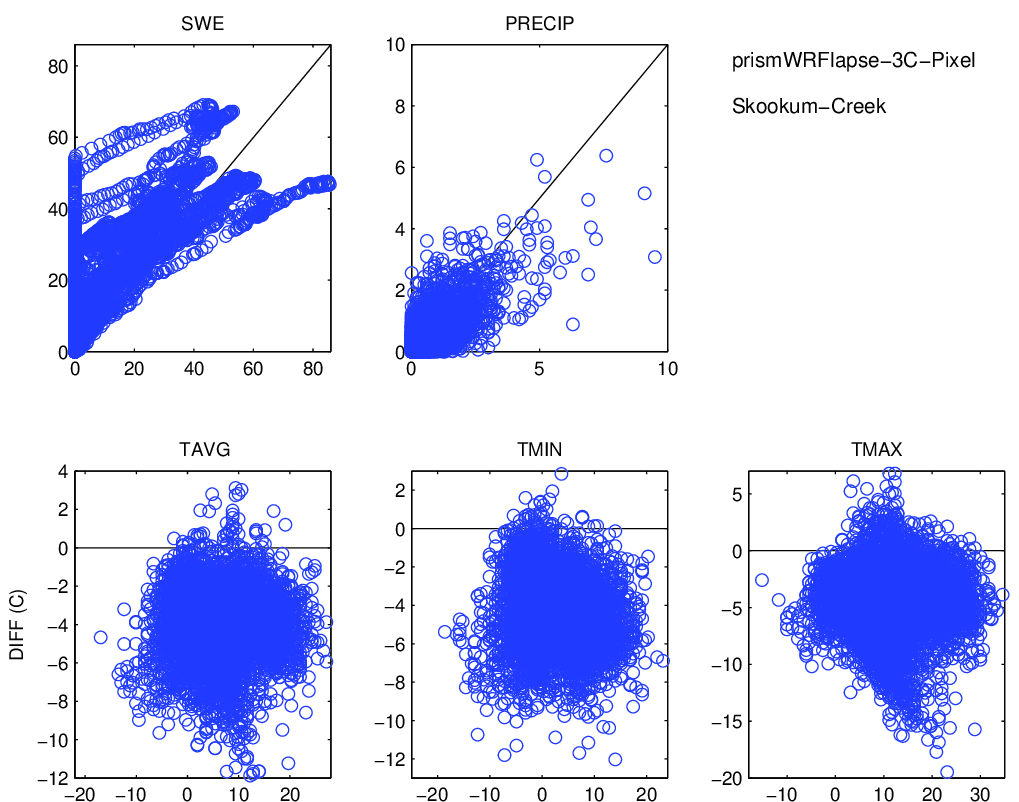 SWE
PRECIP
prismWRFlapse−3C−Pixel
Skookum−Creek
80
60
40
20
0
0 20 40 60 80
10
8
6
4
2
0
0 5 10
TAVG
TMIN
TMAX
DIFF (C)
4
2
0
−2
−4
−6
−8
−10
−12
−20 −10 0 10 20
2
0
−2
−4
−6
−8
−10
−12
−20 −10 0 10 20
5
0
−5
−10
−15
−20
−10 0 10 20 30